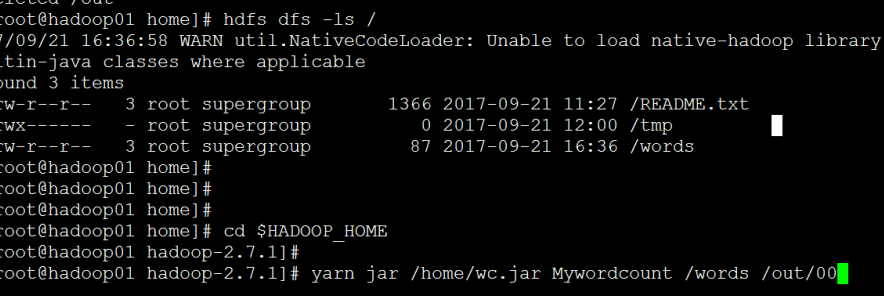 eleted /out
root@hadoop01 home]# hdfs dfs -ls /
7/09/21 16:36:58 WARN util.NativeCodeLoader: Unable to load native-hadoop library
ltin-java classes where applicable
ound 3 items
rw-r--r--   3 root supergroup       1366 2017-09-21 11:27 /README.txt
rwx------   - root supergroup          0 2017-09-21 12:00 /tmp
rw-r--r--   3 root supergroup         87 2017-09-21 16:36 /words
root@hadoop01 home]#
root@hadoop01 home]#
root@hadoop01 home]#
root@hadoop01 home]# cd $HADOOP_HOME
root@hadoop01 hadoop-2.7.1]#
root@hadoop01 hadoop-2.7.1]# yarn jar /home/wc.jar Mywordcount /words /out/00